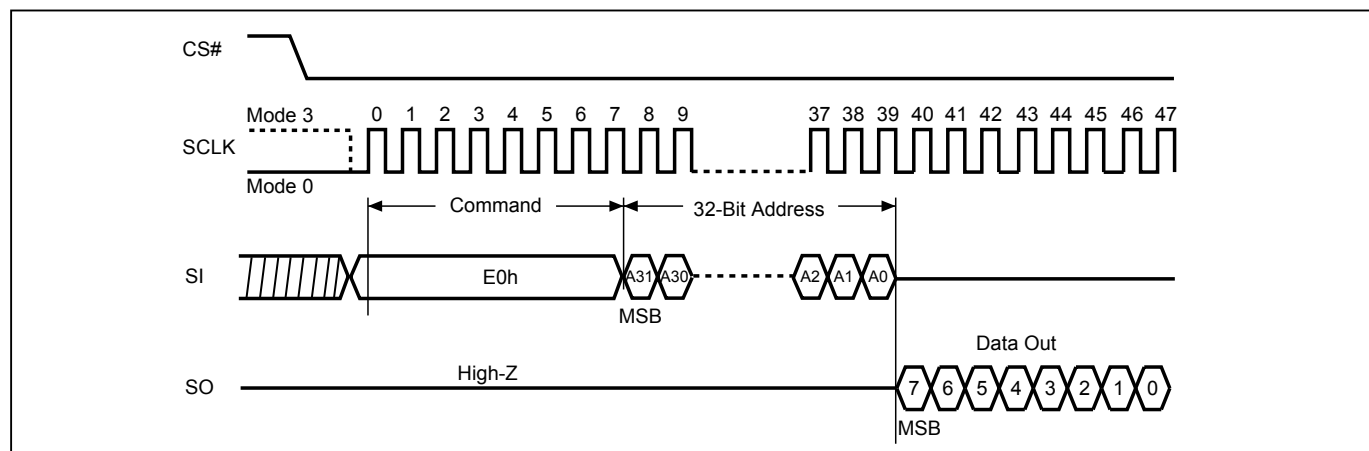 CS#
Mode 3
0 1 2 3 4 5 6 7 8 9 37 38 39 40 41 42 43 44 45 46 47
SCLK
Mode 0
Command 32-Bit Address
SI E0h A31 A30 A2 A1 A0
MSB
Data Out
High-Z
SO 7 6 5 4 3 2 1 0
MSB